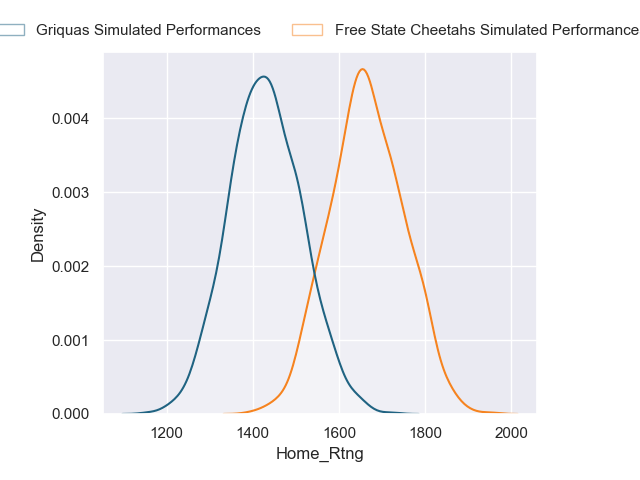 Griquas Simulated Performances Free State Cheetahs Simulated Performance
0.004
0.003
0.002
0.001
0.000
Density
1200 1400 1600 1800 2000
Home_Rtng